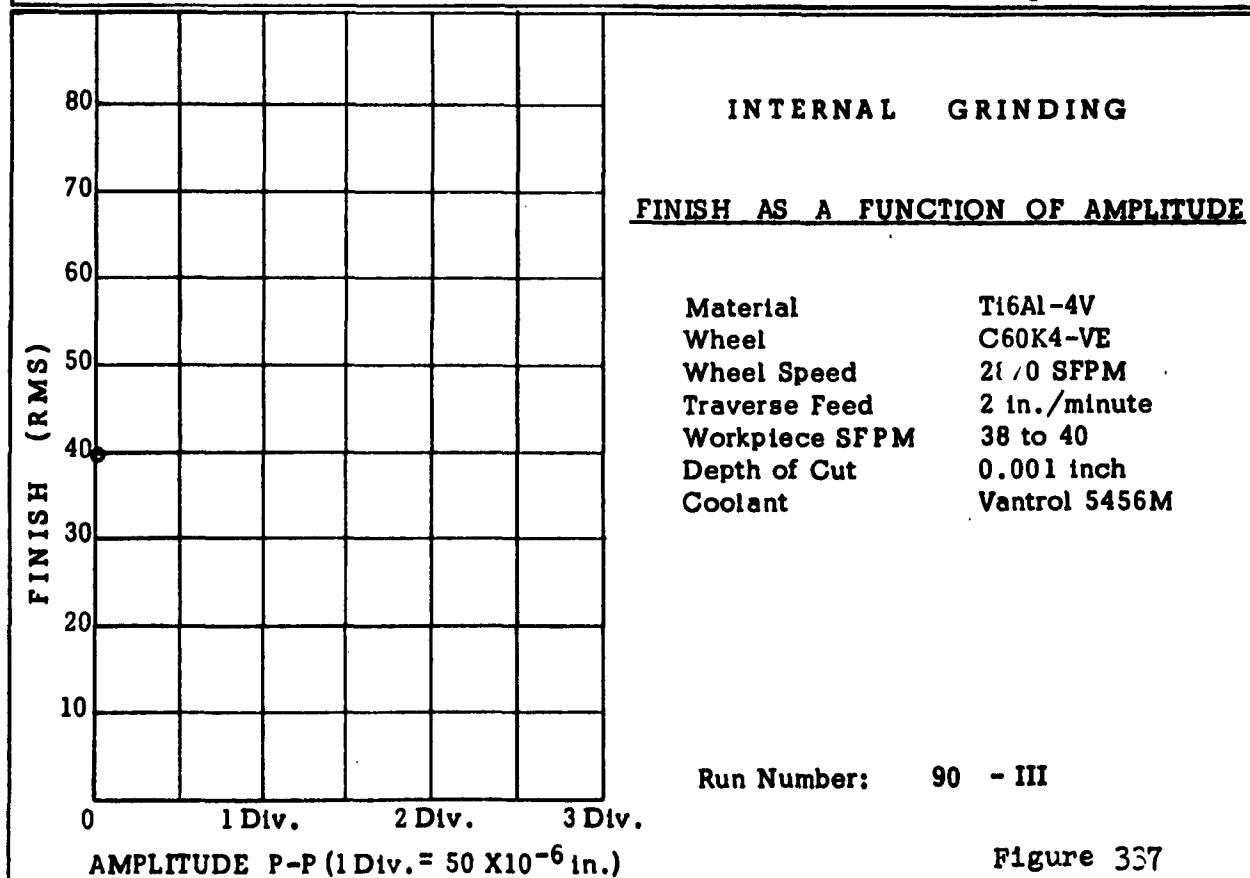 INTERNAL GRINDING
FINISH AS A FUNCTION OF AMPLITUDE
Material Ti6Al-4V
Wheel C60K4-VE
Wheel Speed SFPM
Traverse Feed 2 in./minute
Workpiece SFPM 38 to 40
Depth of Cut 0.001 inch
Coolant Vantrol 5456M
Run Number: 90 - III
Figure
FINISH (RMS)
80
70
60
50
40
30
20
10
0 1 Div. 2 Div. 3 Div.
AMPLITUDE P-P (1 Div. = 50 X10⁻⁶ in.)